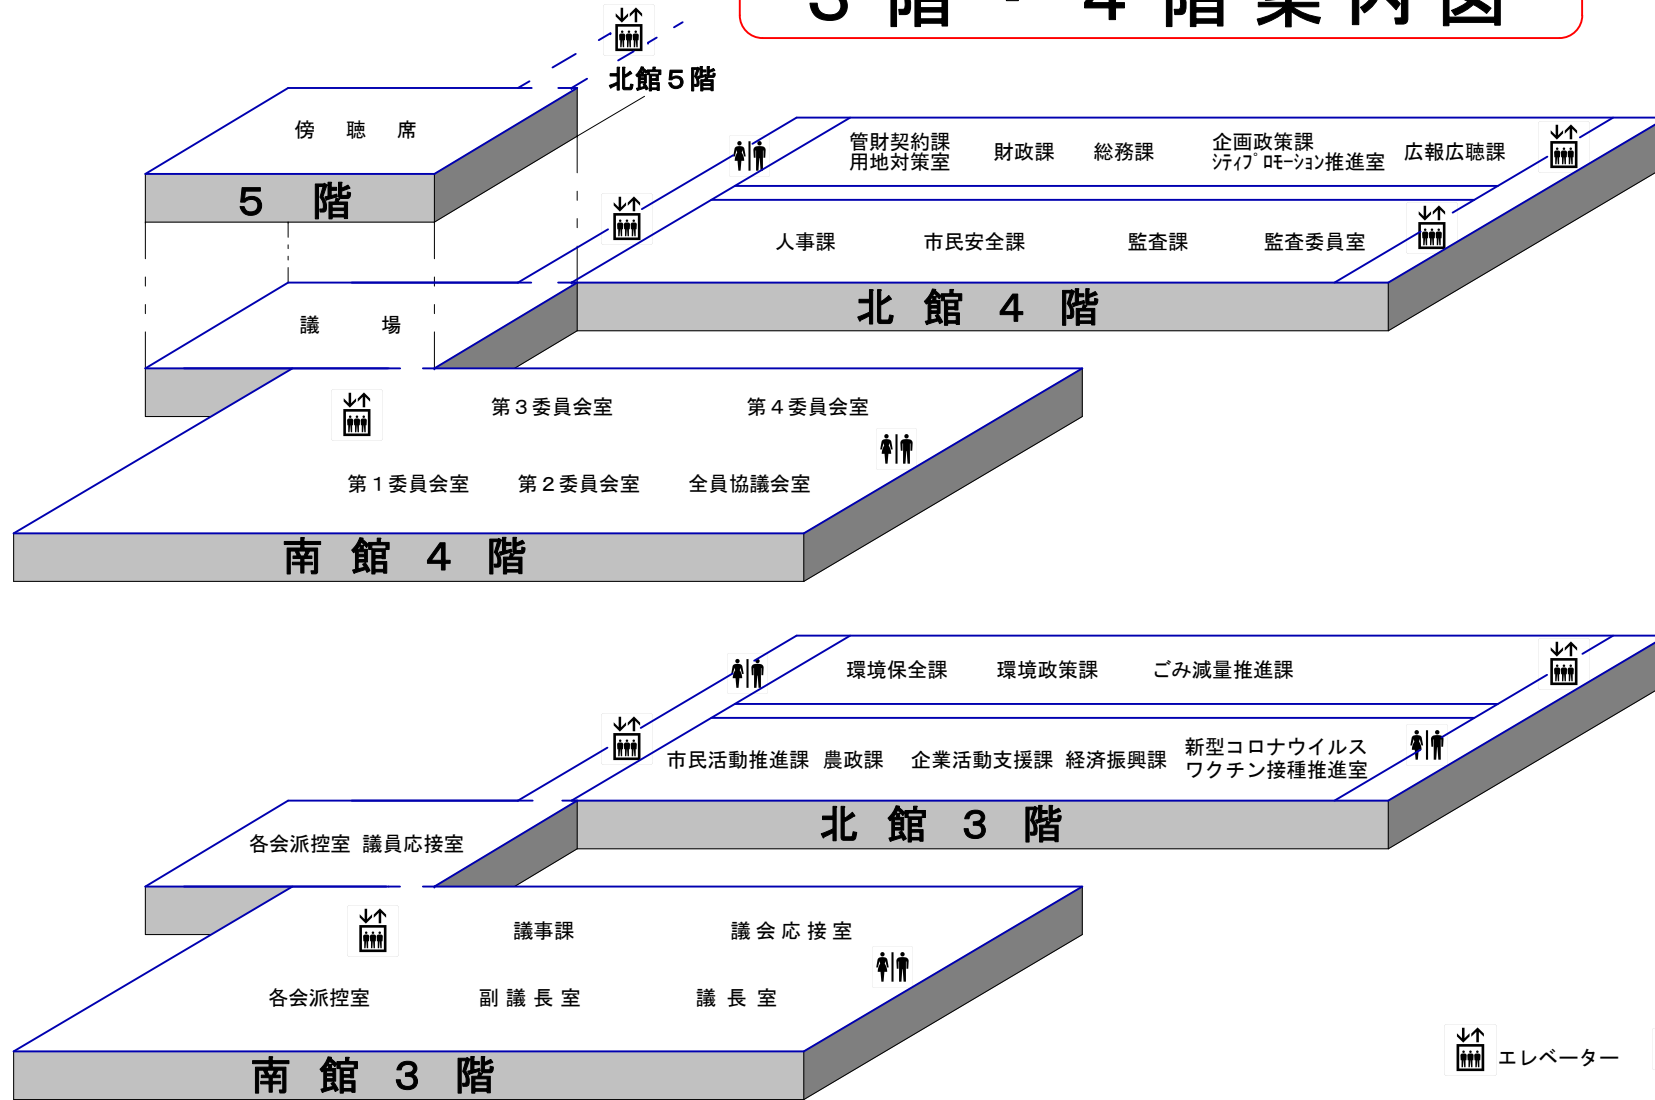 3階・4階案内図
北館5階
傍聴席
5階
管財契約課 財政課 総務課 企画政策課 広報広聴課
用地対策室 ｼﾃｨﾌﾟﾛﾓｰｼｮﾝ推進室
人事課 市民安全課 監査課 監査委員室
北館4階
議場
第3委員会室 第4委員会室
第1委員会室 第2委員会室 全員協議会室
南館4階
環境保全課 環境政策課 ごみ減量推進課
市民活動推進課 農政課 企業活動支援課 経済振興課 新型コロナウイルス
ワクチン接種推進室
北館3階
各会派控室 議員応接室
議事課 議会応接室
各会派控室 副議長室 議長室
南館3階
エレベーター